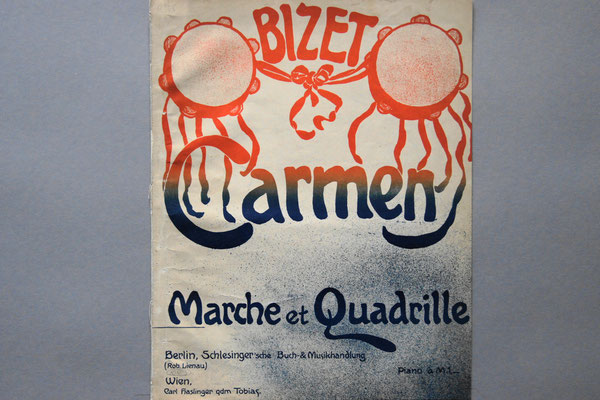 BIZET
Carmen
Marche et Quadrille
Berlin, Schlesinger'sche Buch- & Musikhandlung
(Rob. Lienau)
Piano à M.1._
Wien,
Carl Haslinger qdm Tobias.